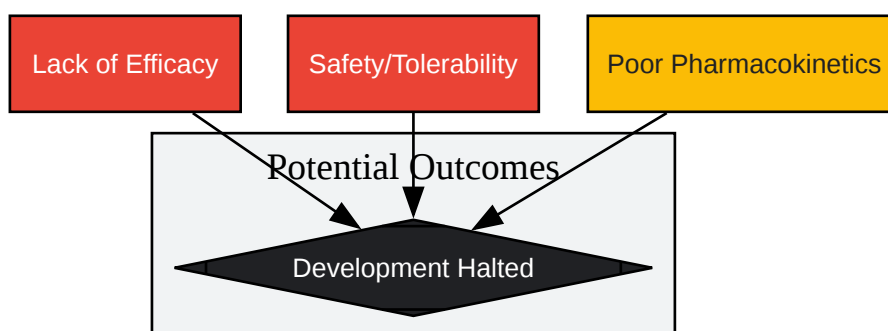 Lack of Efficacy
Safety/Tolerability
Poor Pharmacokinetics
Potential Outcomes
Development Halted